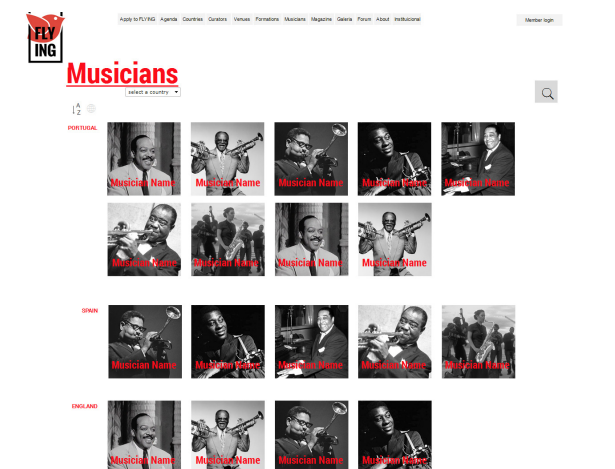 FLY
ING
Apply to FLYING Agenda Countries Curators Venues Formations Musicians Magazine Galeria Forum About Instituicional
Member login
Musicians
select a country
A
Z
PORTUGAL
Musician Name Musician Name Musician Name Musician Name Musician Name
Musician Name Musician Name Musician Name Musician Name
SPAIN
Musician Name Musician Name Musician Name Musician Name Musician Name
ENGLAND
Musician Name Musician Name Musician Name Musician Name